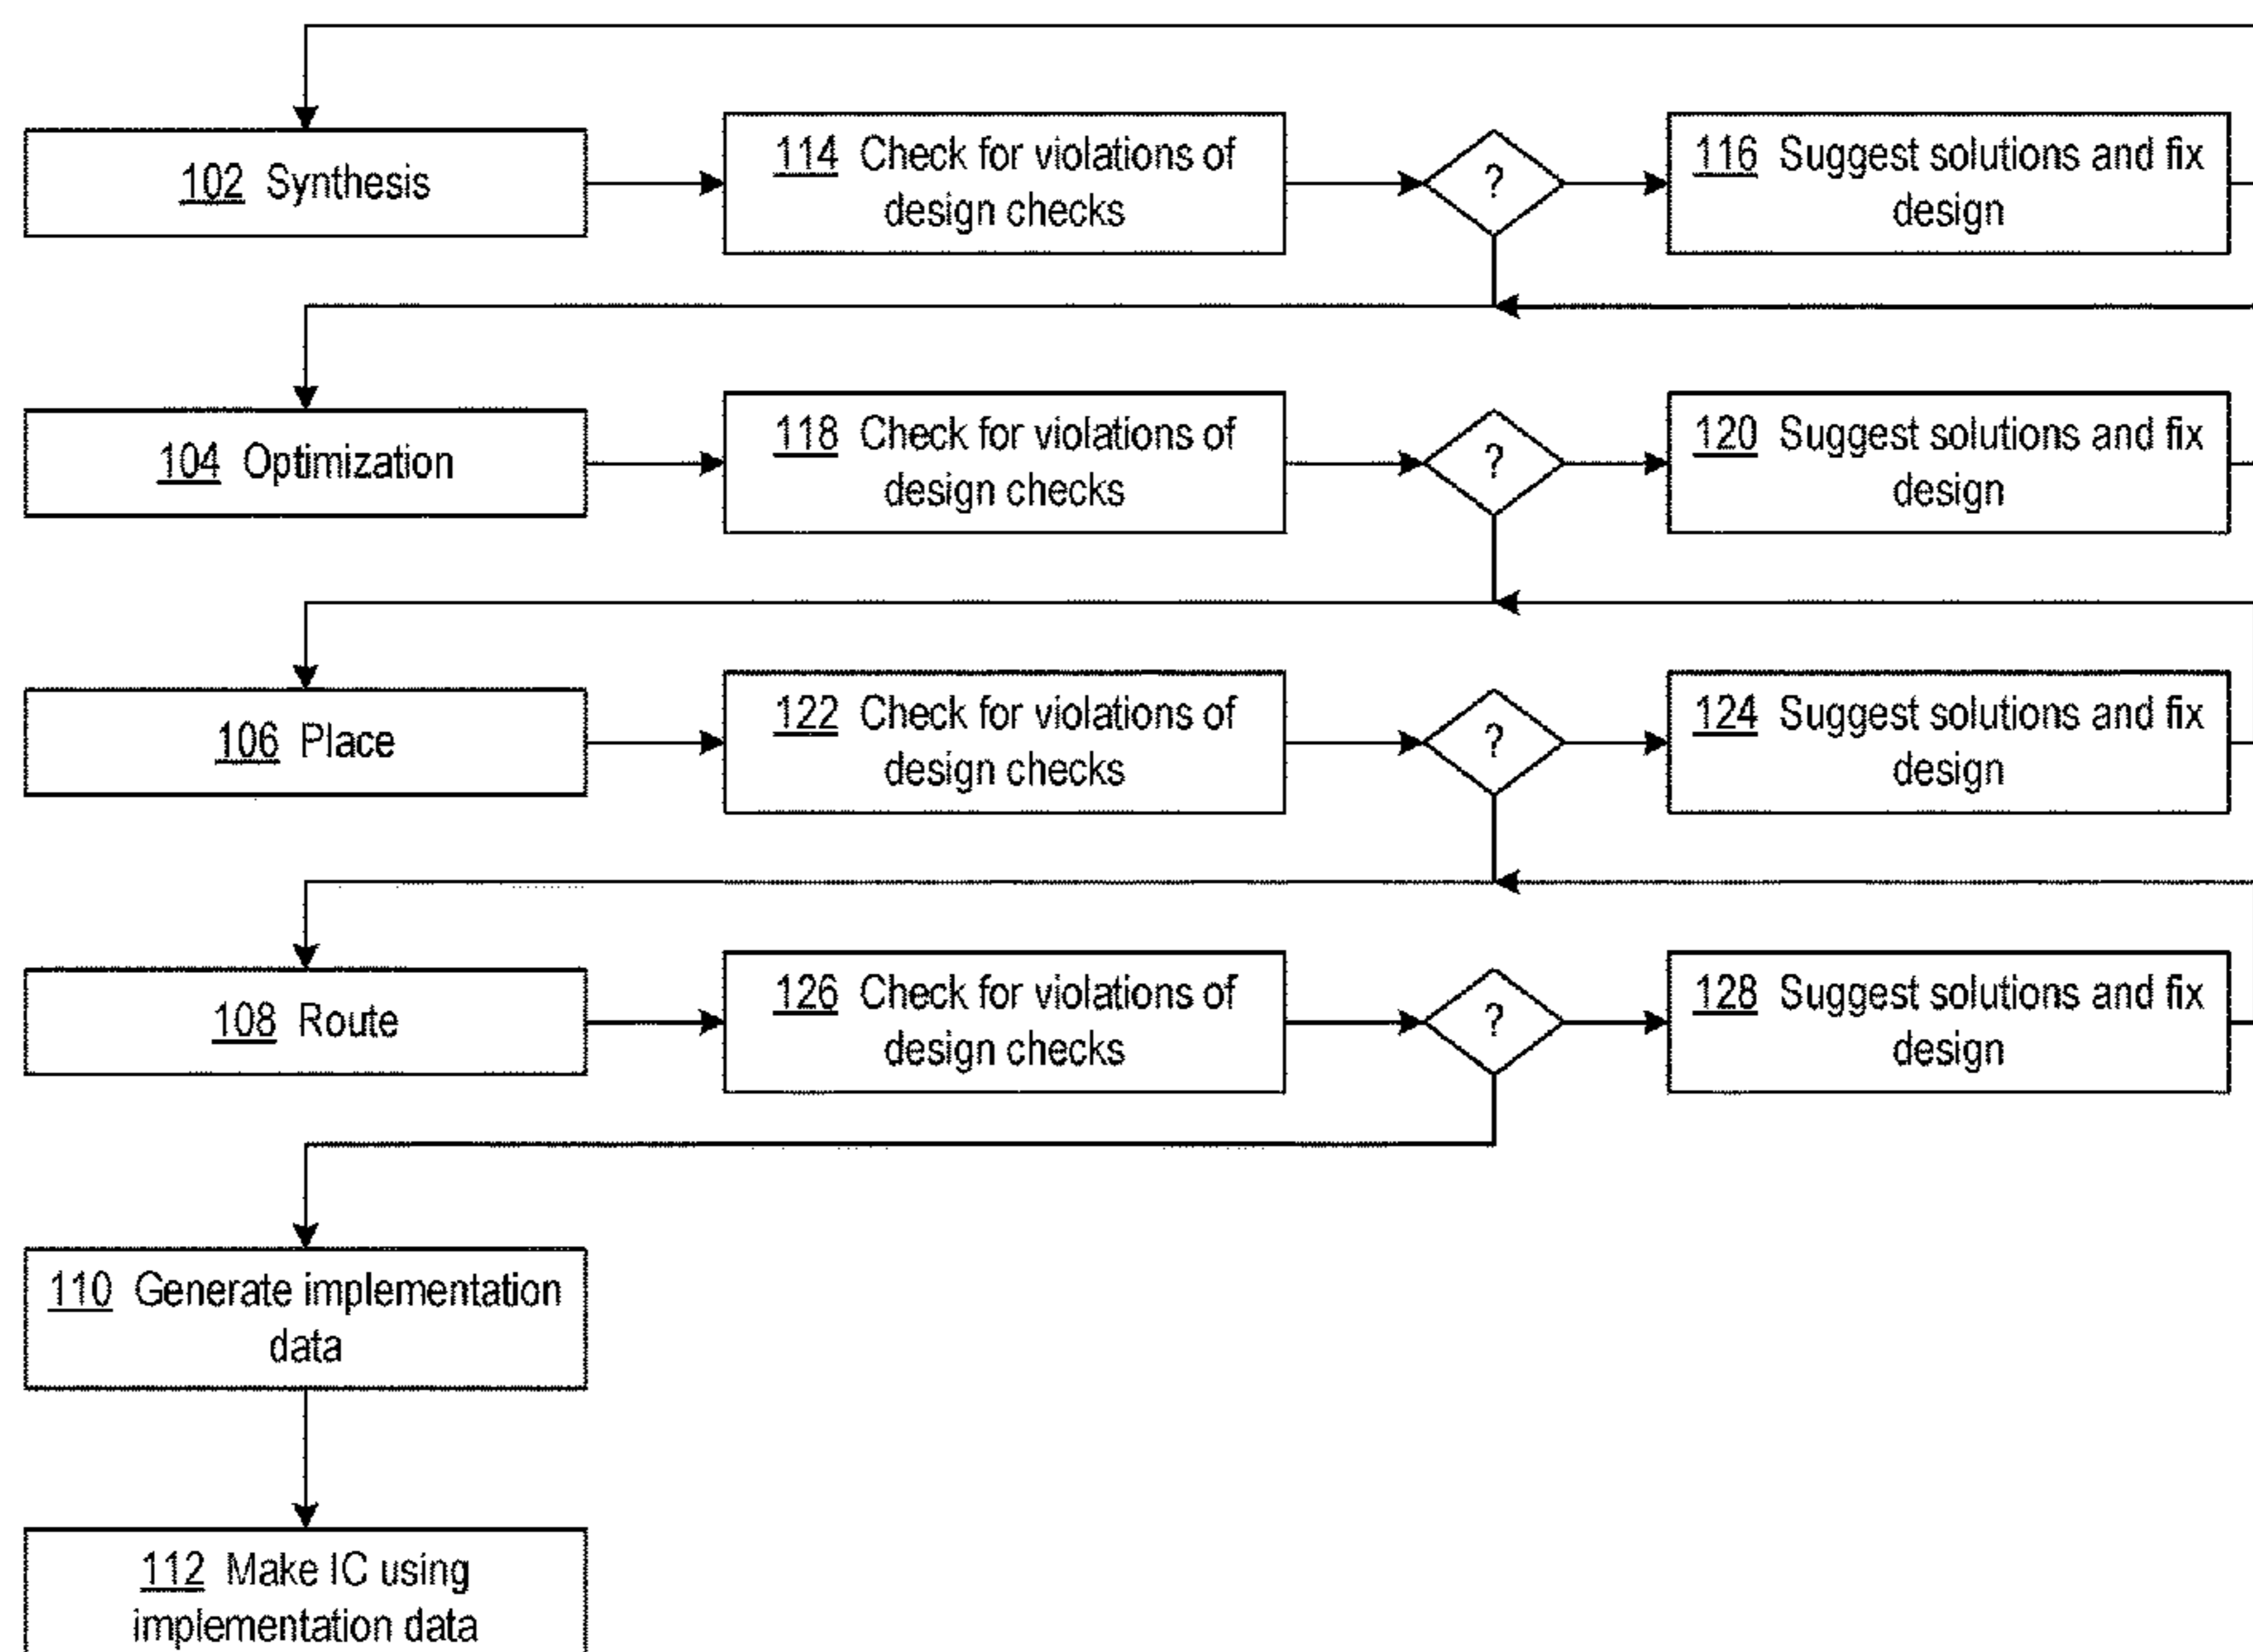 102 Synthesis
114 Check for violations of
design checks
?
116 Suggest solutions and fix
design
104 Optimization
118 Check for violations of
design checks
?
120 Suggest solutions and fix
design
106 Place
122 Check for violations of
design checks
?
124 Suggest solutions and fix
design
108 Route
126 Check for violations of
design checks
?
128 Suggest solutions and fix
design
110 Generate implementation
data
112 Make IC using
implementation data